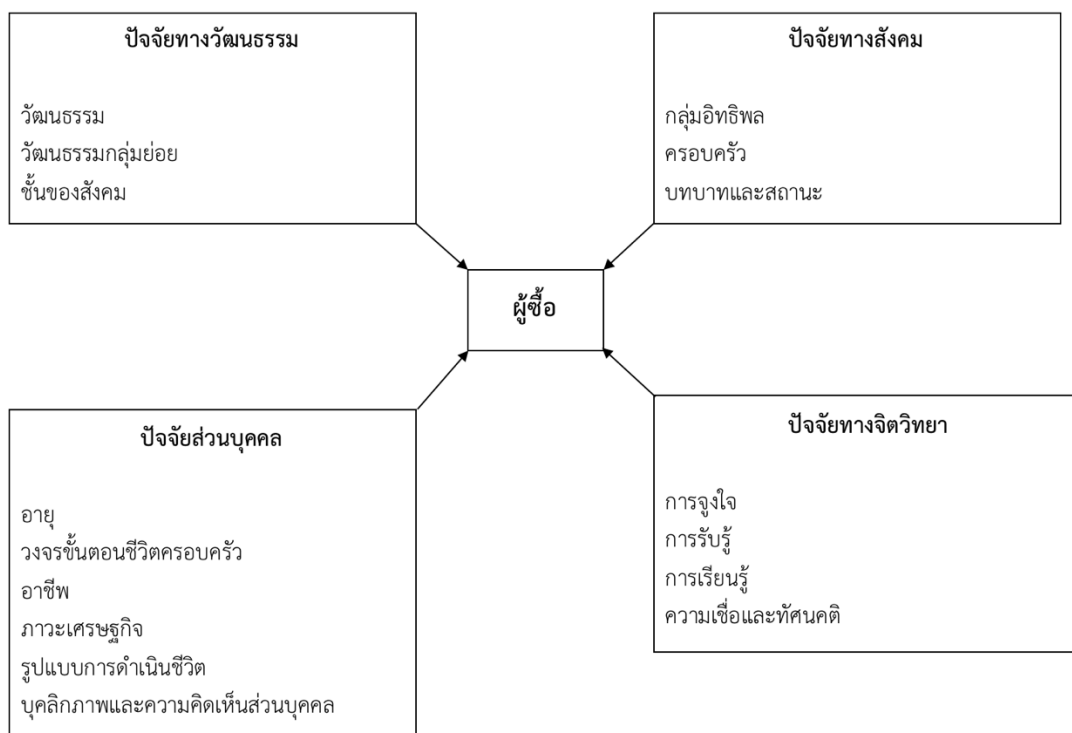 ปัจจัยทางวัฒนธรรม
วัฒนธรรม
วัฒนธรรมกลุ่มย่อย
ชั้นของสังคม
ปัจจัยทางสังคม
กลุ่มอิทธิพล
ครอบครัว
บทบาทและสถานะ
ผู้ซื้อ
ปัจจัยส่วนบุคคล
อายุ
วงจรขั้นตอนชีวิตครอบครัว
อาชีพ
ภาวะเศรษฐกิจ
รูปแบบการดำเนินชีวิต
บุคลิกภาพและความคิดเห็นส่วนบุคคล
ปัจจัยทางจิตวิทยา
การจูงใจ
การรับรู้
การเรียนรู้
ความเชื่อและทัศนคติ